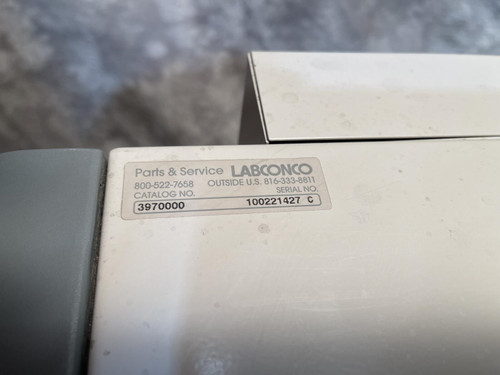 Parts & Service LABCONCO
800-522-7658 OUTSIDE U.S. 816-333-8811
CATALOG NO. SERIAL NO.
3970000 100221427 C